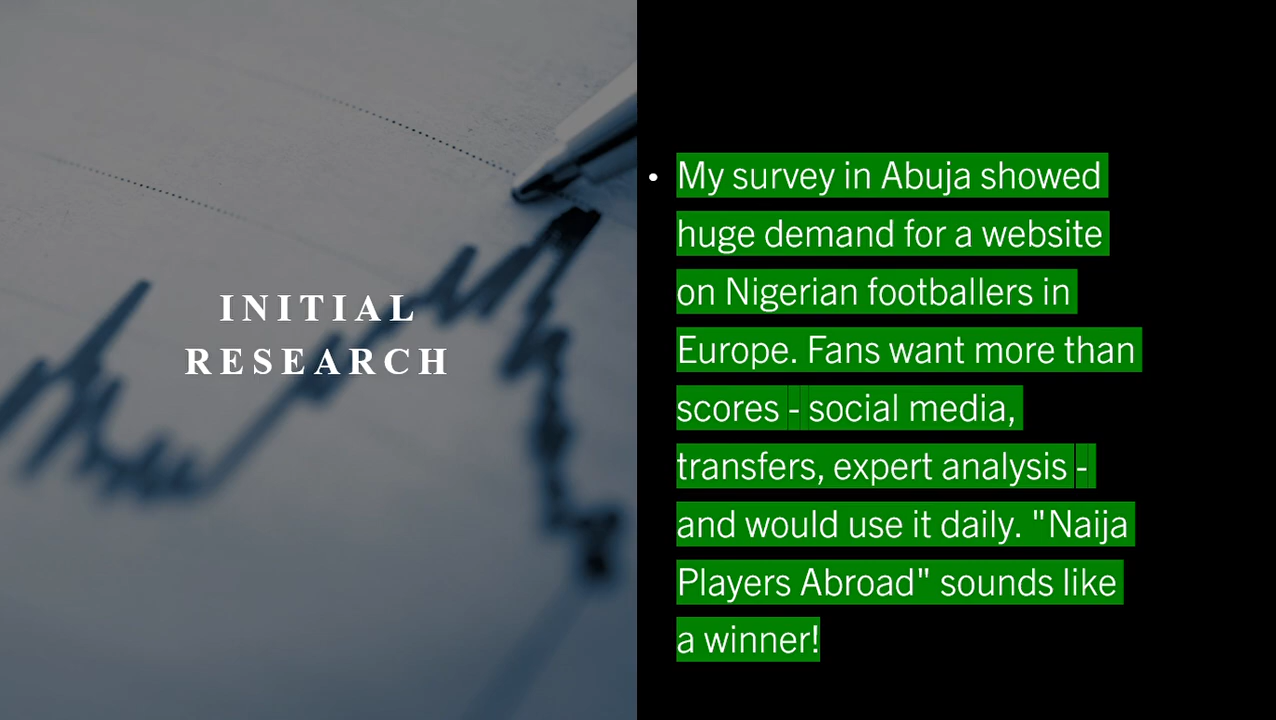 INITIAL
RESEARCH
• My survey in Abuja showed
huge demand for a website
on Nigerian footballers in
Europe. Fans want more than
scores - social media,
transfers, expert analysis -
and would use it daily. "Naija
Players Abroad" sounds like
a winner!